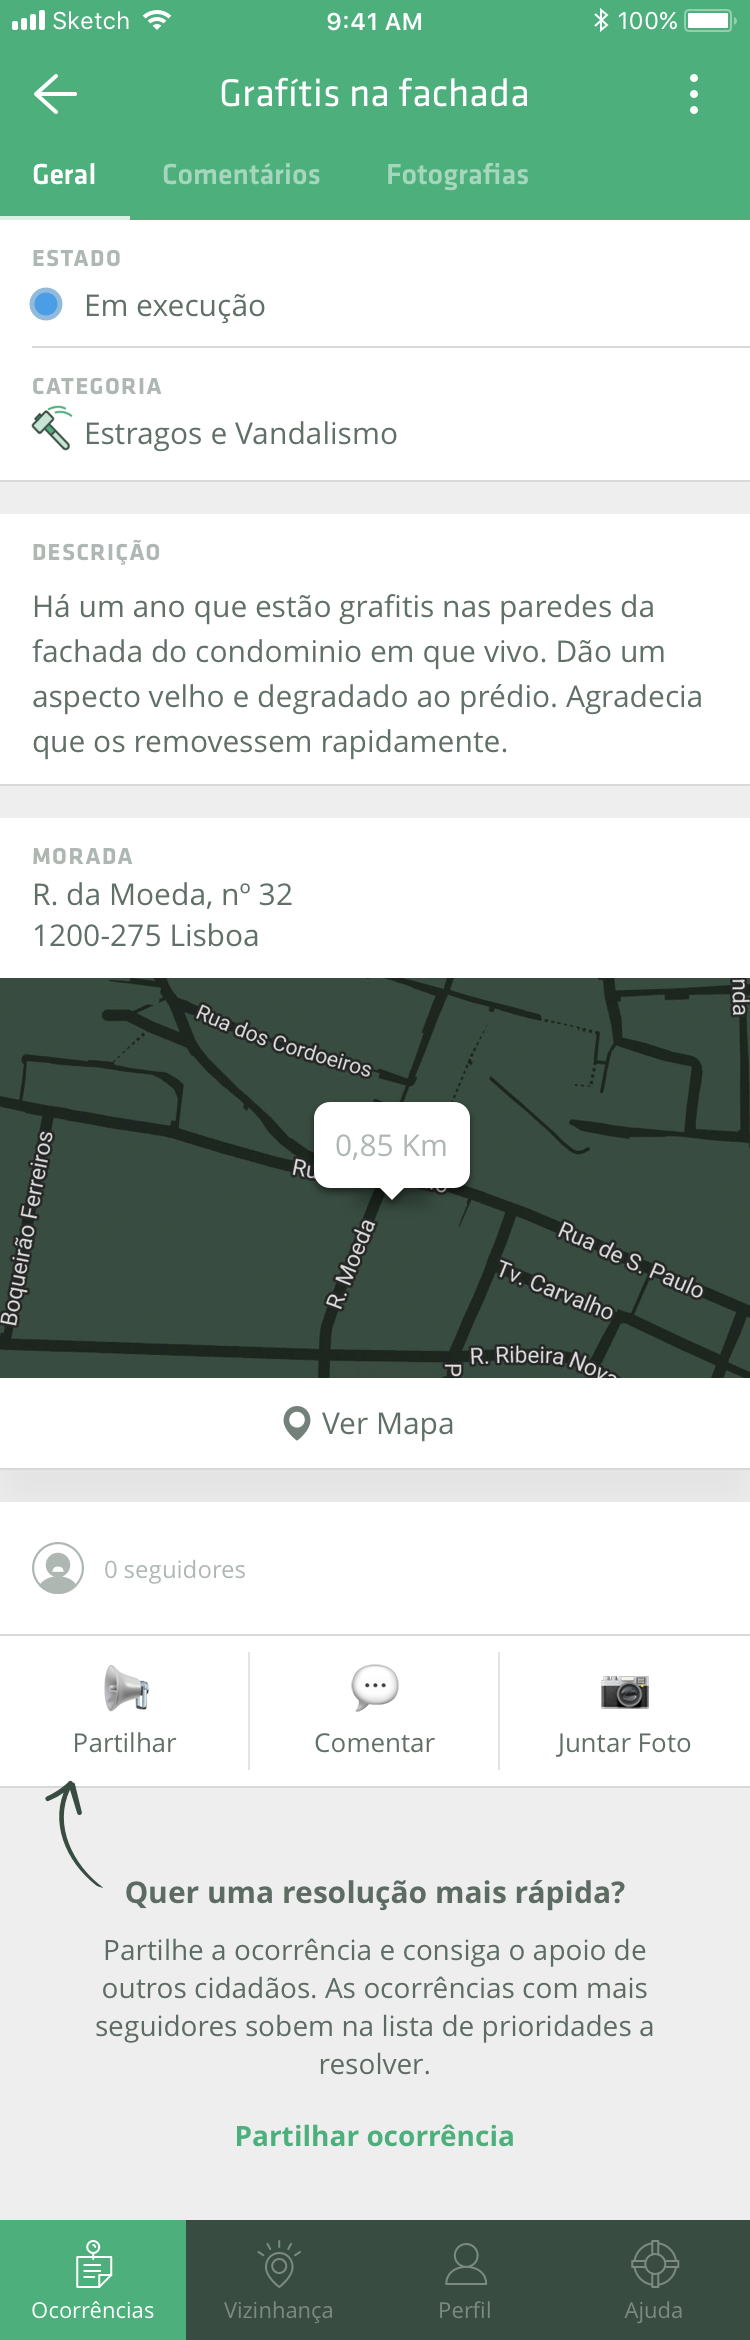 Sketch 9:41 AM 100%
Grafítis na fachada
Geral Comentários Fotografias
ESTADO
Em execução
CATEGORIA
Estragos e Vandalismo
DESCRIÇÃO
Há um ano que estão grafitis nas paredes da
fachada do condominio em que vivo. Dão um
aspecto velho e degradado ao prédio. Agradecia
que os removessem rapidamente.
MORADA
R. da Moeda, nº 32
1200-275 Lisboa
nda
Rua dos Cordoeiros
Boqueirão Ferreiros
0,85 Km
Ru
R. Moeda
Rua de S. Paulo
Tv. Carvalho
R. Ribeira Nova
P
Ver Mapa
0 seguidores
Partilhar Comentar Juntar Foto
Quer uma resolução mais rápida?
Partilhe a ocorrência e consiga o apoio de
outros cidadãos. As ocorrências com mais
seguidores sobem na lista de prioridades a
resolver.
Partilhar ocorrência
Ocorrências Vizinhança Perfil Ajuda